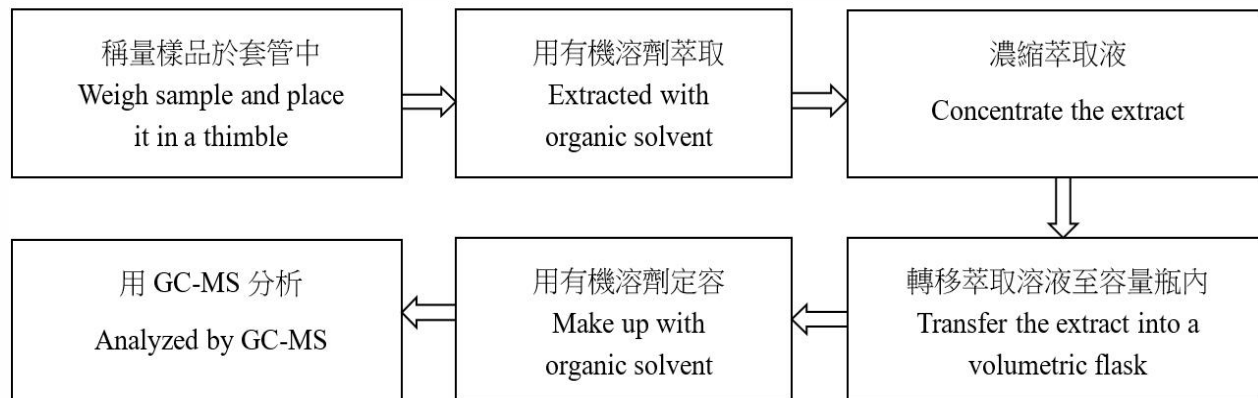 稱量樣品於套管中
Weigh sample and place
it in a thimble
用有機溶劑萃取
Extracted with
organic solvent
濃縮萃取液
Concentrate the extract
轉移萃取溶液至容量瓶內
Transfer the extract into a
volumetric flask
用有機溶劑定容
Make up with
organic solvent
用 GC-MS 分析
Analyzed by GC-MS